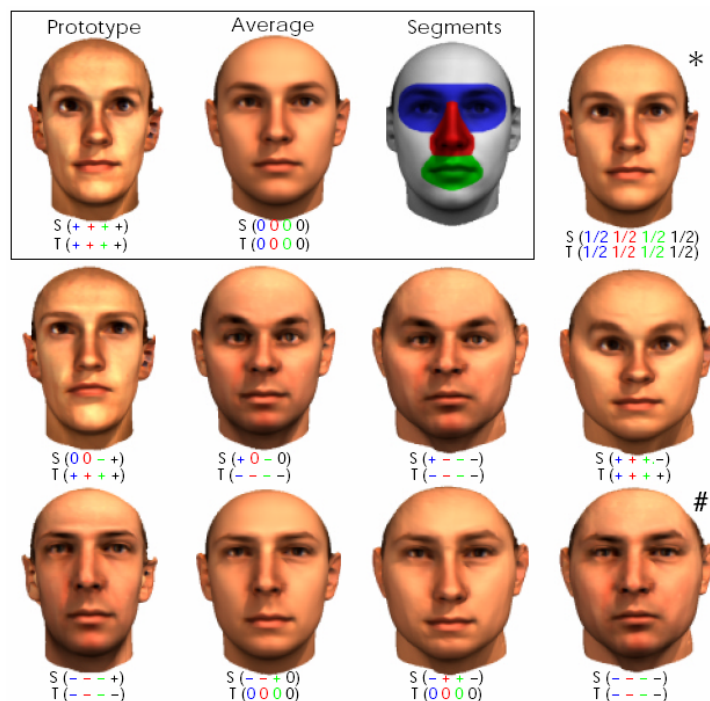 Prototype Average Segments
*
S (+ + + +) S (0 0 0 0)
T (+ + + +) T (0 0 0 0)
S (1/2 1/2 1/2 1/2)
T (1/2 1/2 1/2 1/2)
S (0 0 – +) S (+ 0 – 0) S (+ – – –) S (+ + + –)
T (+ + + +) T (– – – –) T (– – – –) T (+ + + +)
#
S (– – – +) S (– – + 0) S (– + + –) S (– – – –)
T (– – – –) T (0 0 0 0) T (0 0 0 0) T (– – – –)